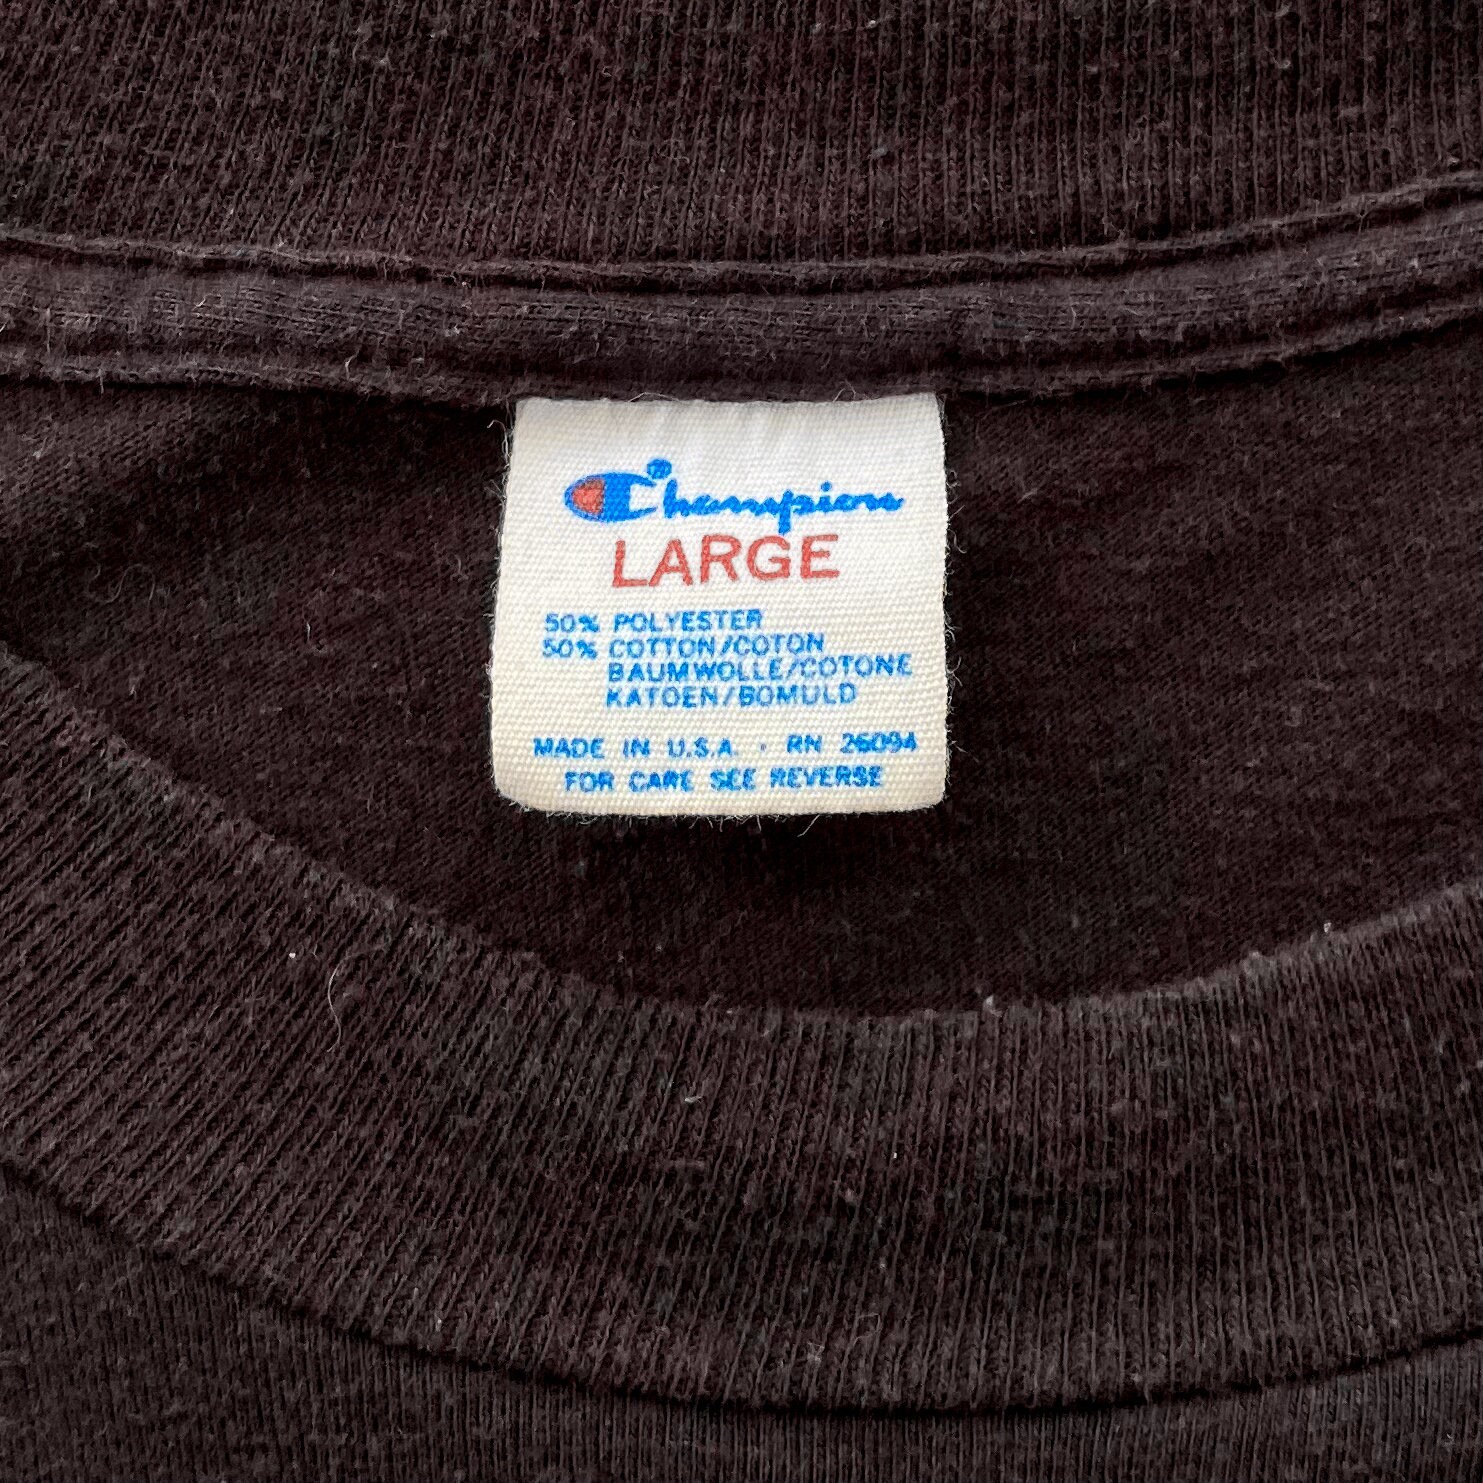 Champion®
LARGE
50% POLYESTER
50% COTTON/COTON
BAUMWOLLE/COTONE
KATOEN/BOMULD
MADE IN U.S.A. · RN 26094
FOR CARE SEE REVERSE